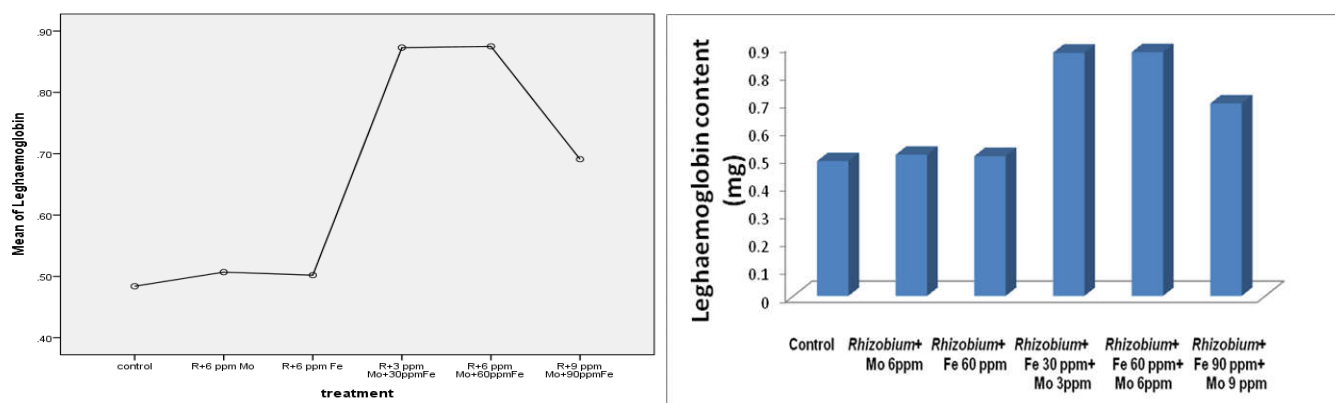 .90
.80
.70
.60
.50
.40
Mean of Leghaemoglobin
control
R+6 ppm Mo
R+6 ppm Fe
R+3 ppm
Mo+30ppmFe
R+6 ppm
Mo+60ppmFe
R+9 ppm
Mo+90ppmFe
treatment
Leghaemoglobin content
(mg)
0.9
0.8
0.7
0.6
0.5
0.4
0.3
0.2
0.1
0
Control
Rhizobium+
Mo 6ppm
Rhizobium+
Fe 60 ppm
Rhizobium+
Fe 30 ppm+
Mo 3ppm
Rhizobium+
Fe 60 ppm+
Mo 6ppm
Rhizobium+
Fe 90 ppm+
Mo 9 ppm